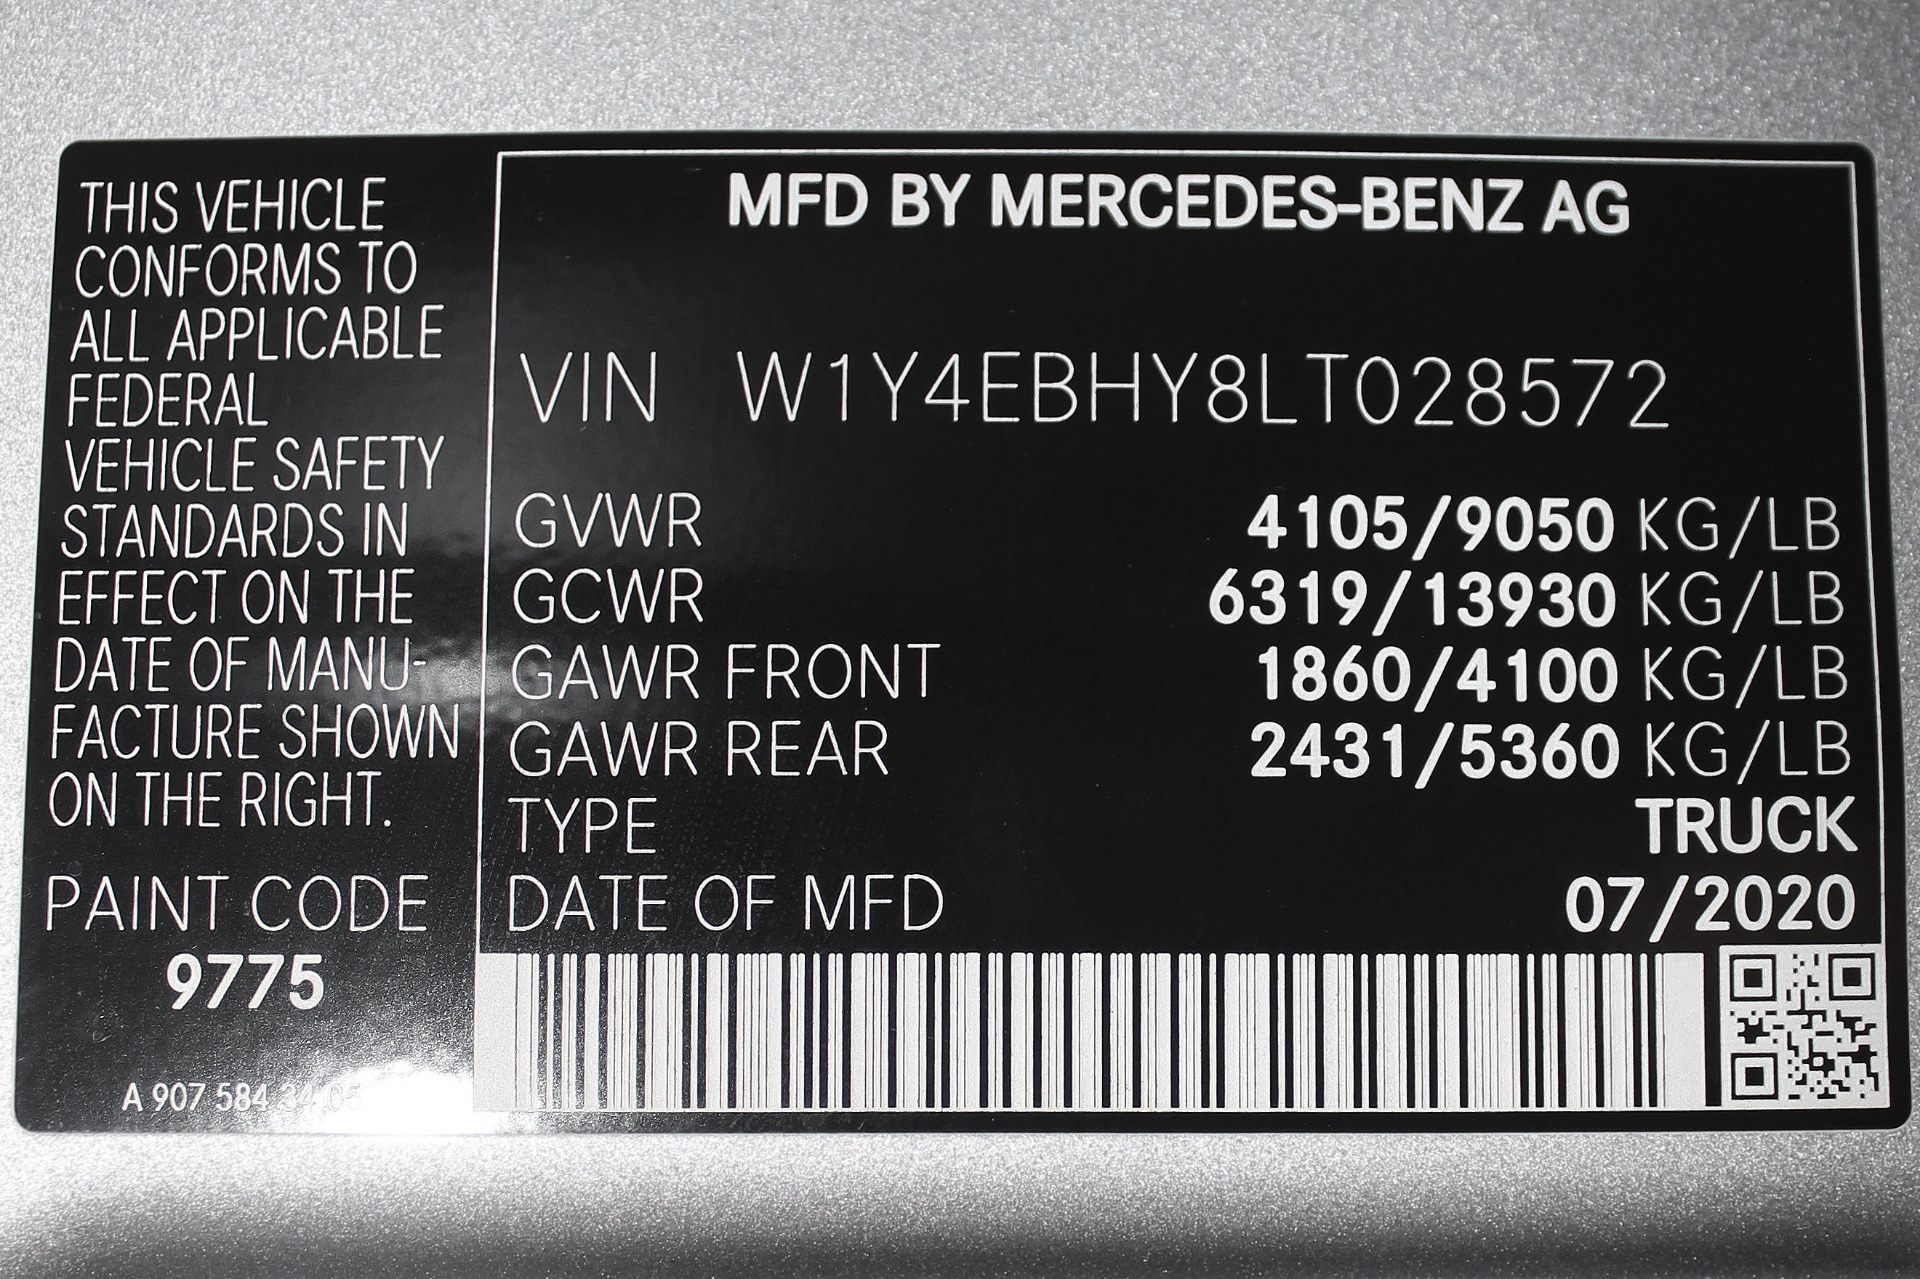 THIS VEHICLE
CONFORMS TO
ALL APPLICABLE
FEDERAL
VEHICLE SAFETY
STANDARDS IN
EFFECT ON THE
DATE OF MANU-
FACTURE SHOWN
ON THE RIGHT.
PAINT CODE
9775
A 907 584 34 05
MFD BY MERCEDES-BENZ AG
VIN W1Y4EBHY8LT028572
GVWR 4105/9050 KG/LB
GCWR 6319/13930 KG/LB
GAWR FRONT 1860/4100 KG/LB
GAWR REAR 2431/5360 KG/LB
TYPE TRUCK
DATE OF MFD 07/2020